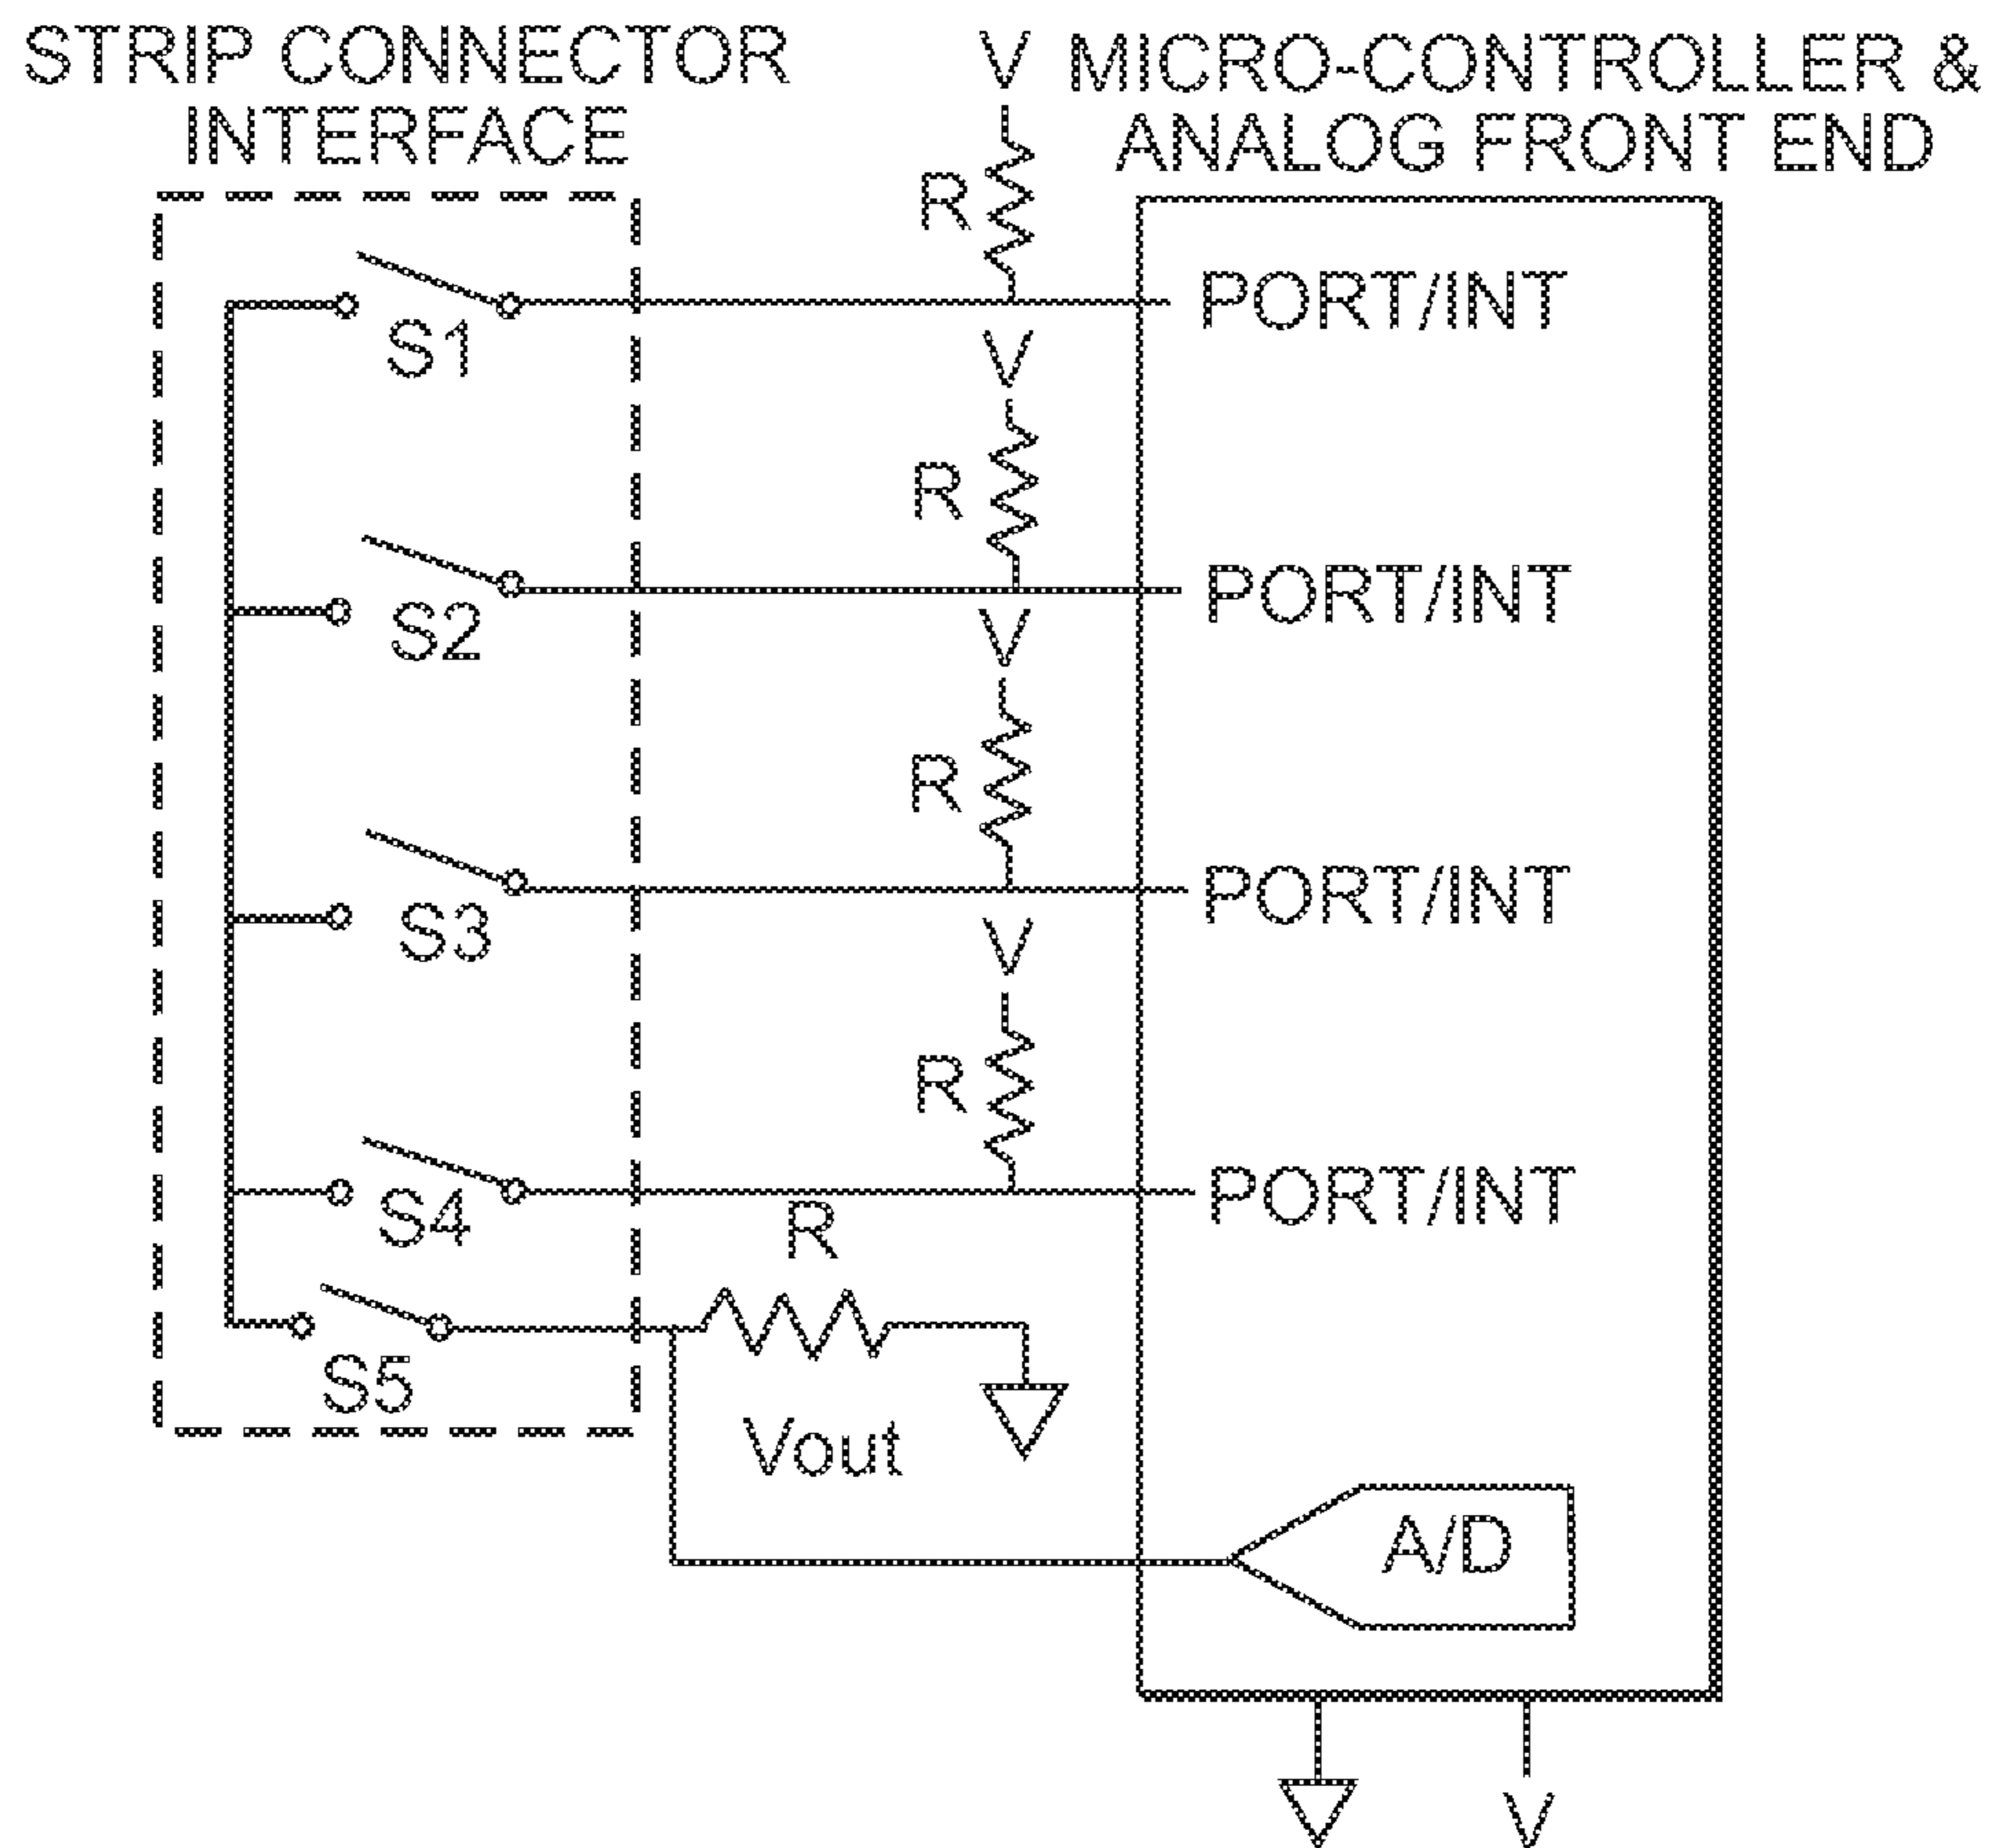 STRIP CONNECTOR
INTERFACE
V
MICRO-CONTROLLER &
ANALOG FRONT END
R
PORT/INT
S1
V
R
PORT/INT
S2
V
R
PORT/INT
S3
V
R
PORT/INT
S4
R
S5
Vout
A/D
V